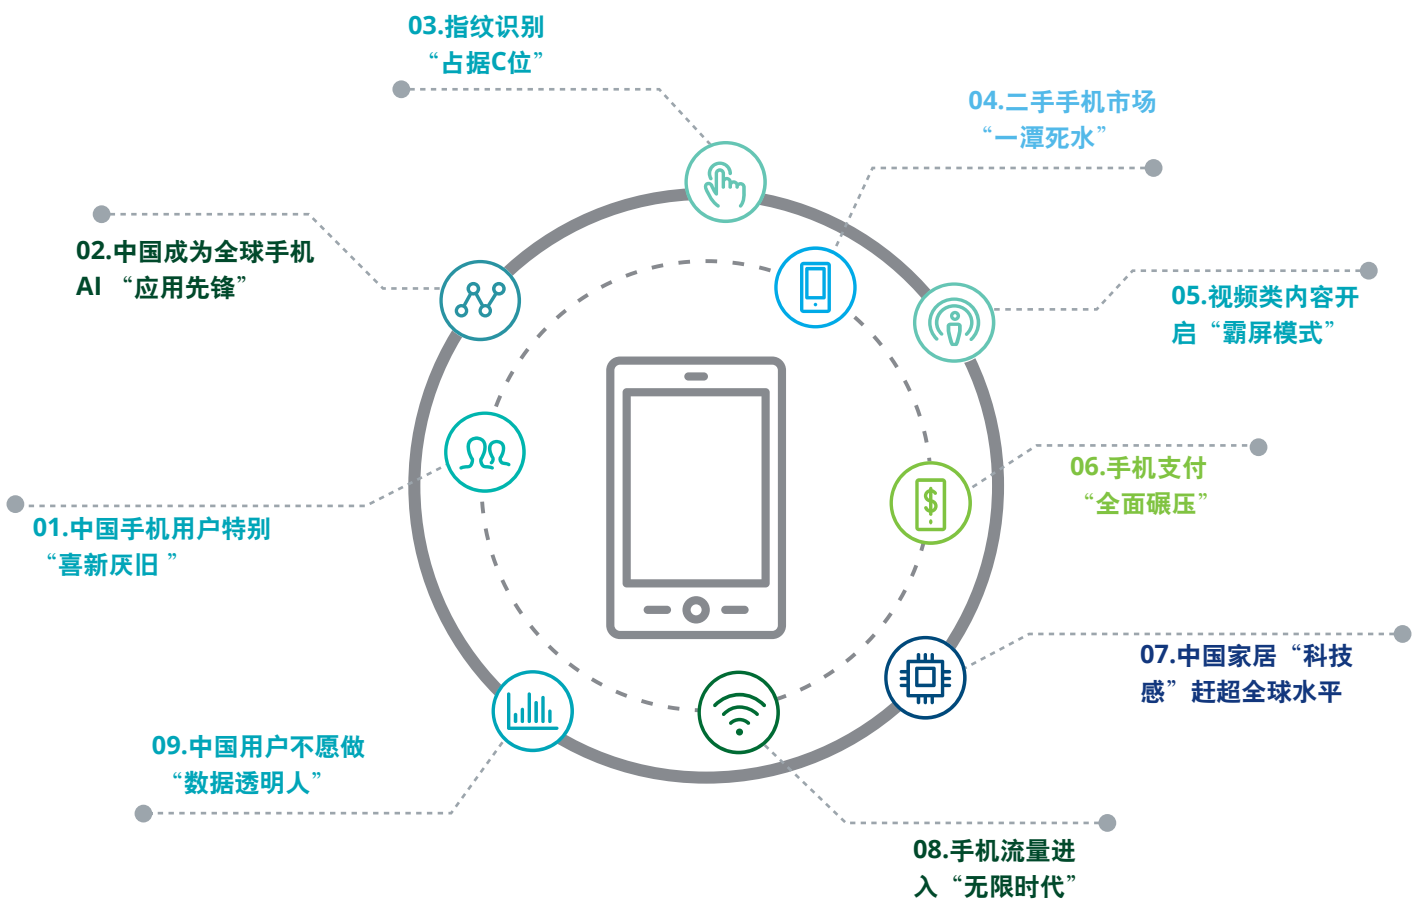 03.指纹识别
“占据C位”
04.二手手机市场
“一潭死水”
02.中国成为全球手机
AI “应用先锋”
05.视频类内容开
启“霸屏模式”
06.手机支付
“全面碾压”
01.中国手机用户特别
“喜新厌旧 ”
$
07.中国家居“科技
感”赶超全球水平
09.中国用户不愿做
“数据透明人”
08.手机流量进
入“无限时代”